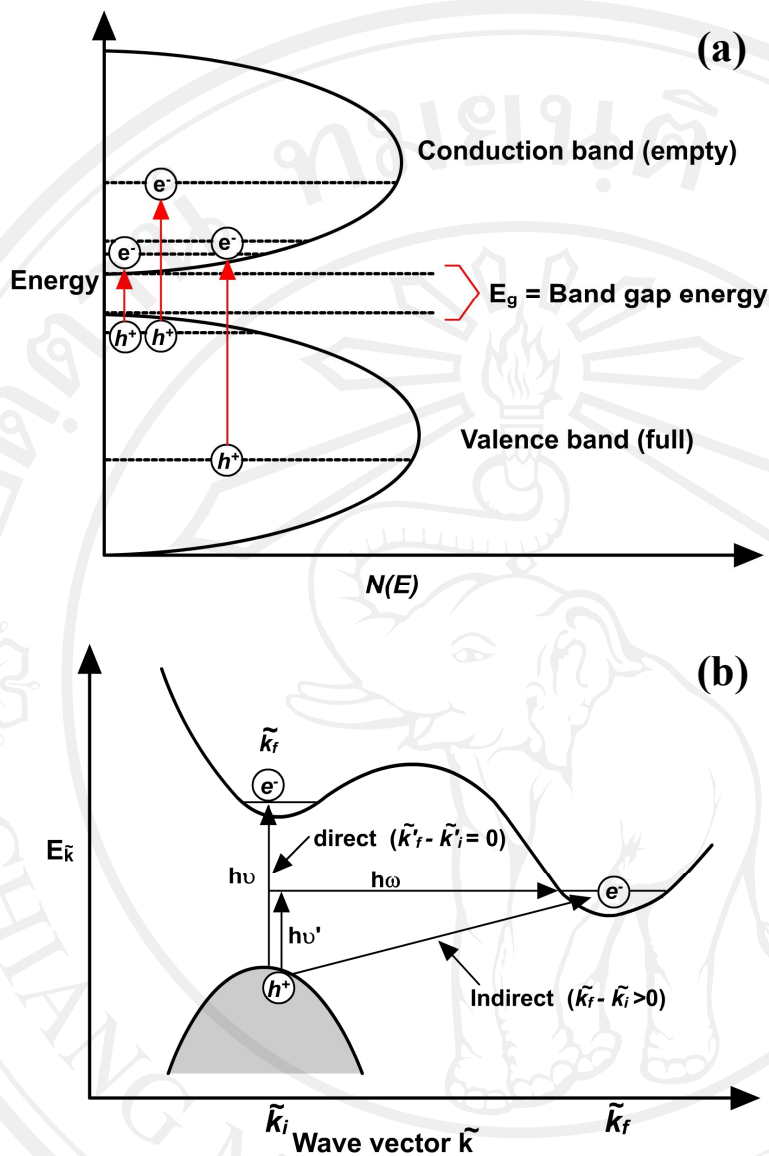 (a)
Conduction band (empty)
e⁻
e⁻
e⁻
Energy
E_g = Band gap energy
h⁺
h⁺
Valence band (full)
h⁺
N(E)
(b)
k̃_f
e⁻
direct (k̃'_f - k̃'_i = 0)
E_k̃
hυ
hω
e⁻
hυ'
h⁺
Indirect (k̃_f - k̃_i >0)
k̃_i
k̃_f
Wave vector k̃
CHIANG